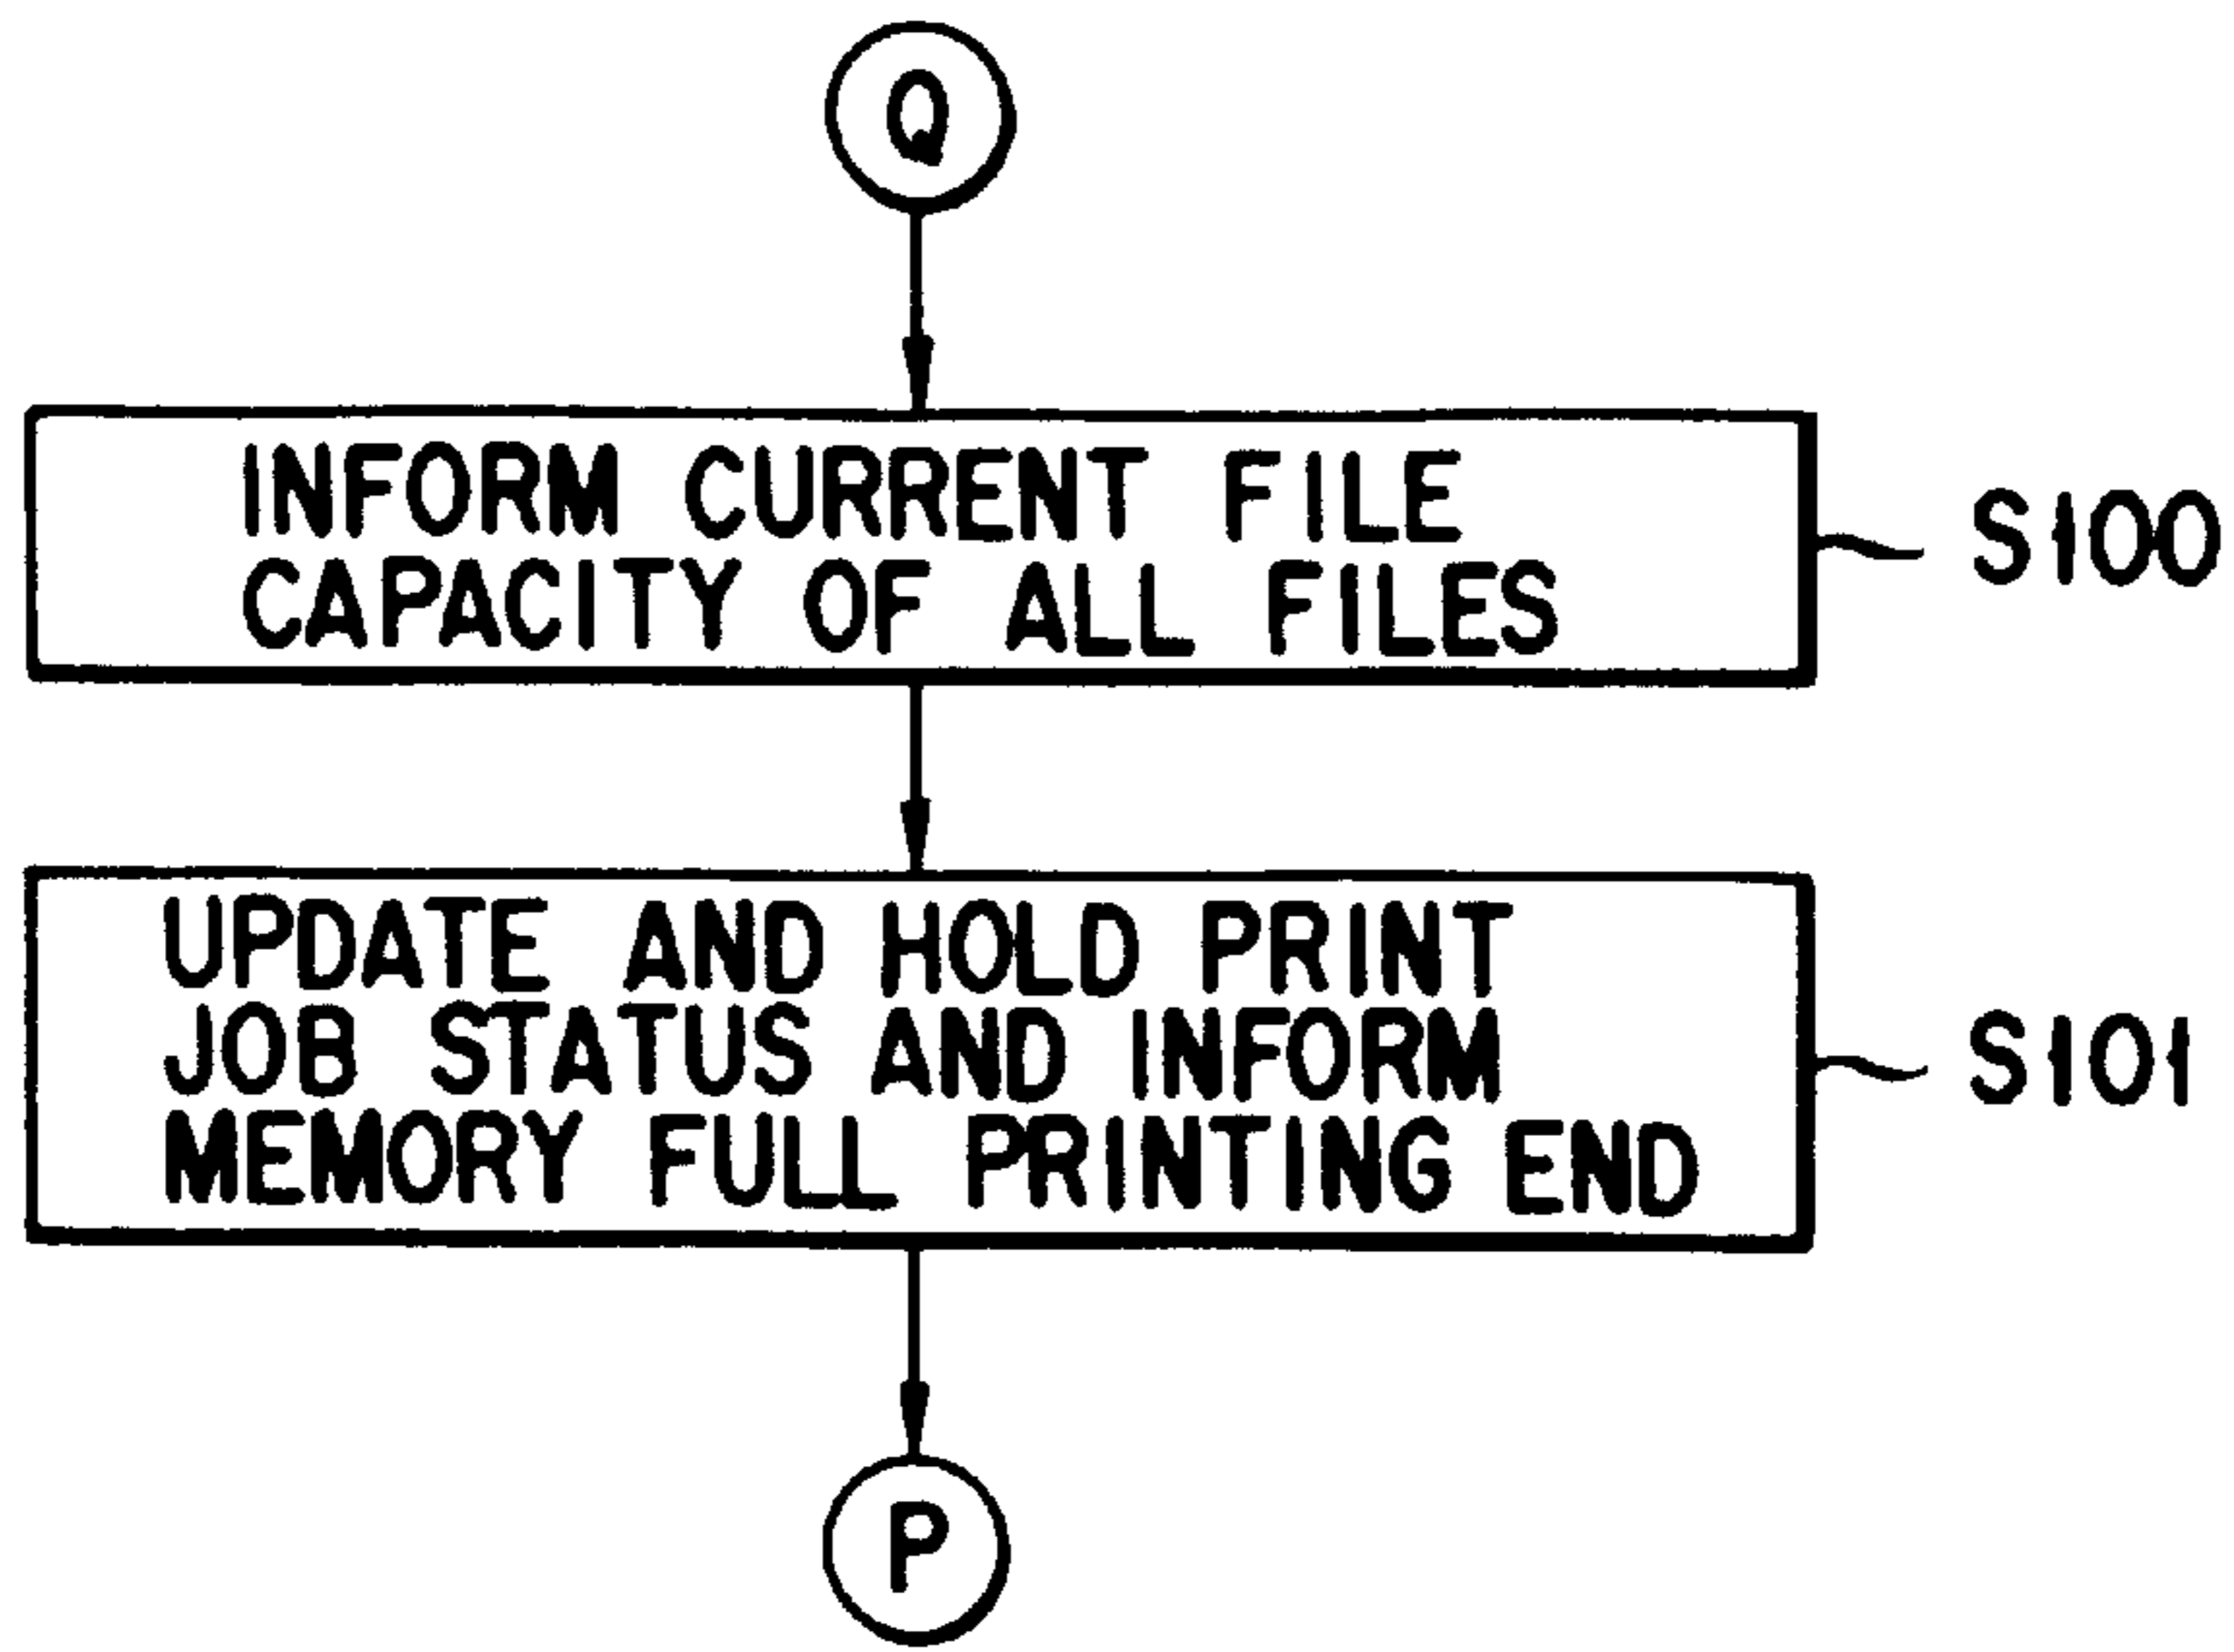 Q
INFORM CURRENT FILE
CAPACITY OF ALL FILES
S100
UPDATE AND HOLD PRINT
JOB STATUS AND INFORM
MEMORY FULL PRINTING END
S101
P